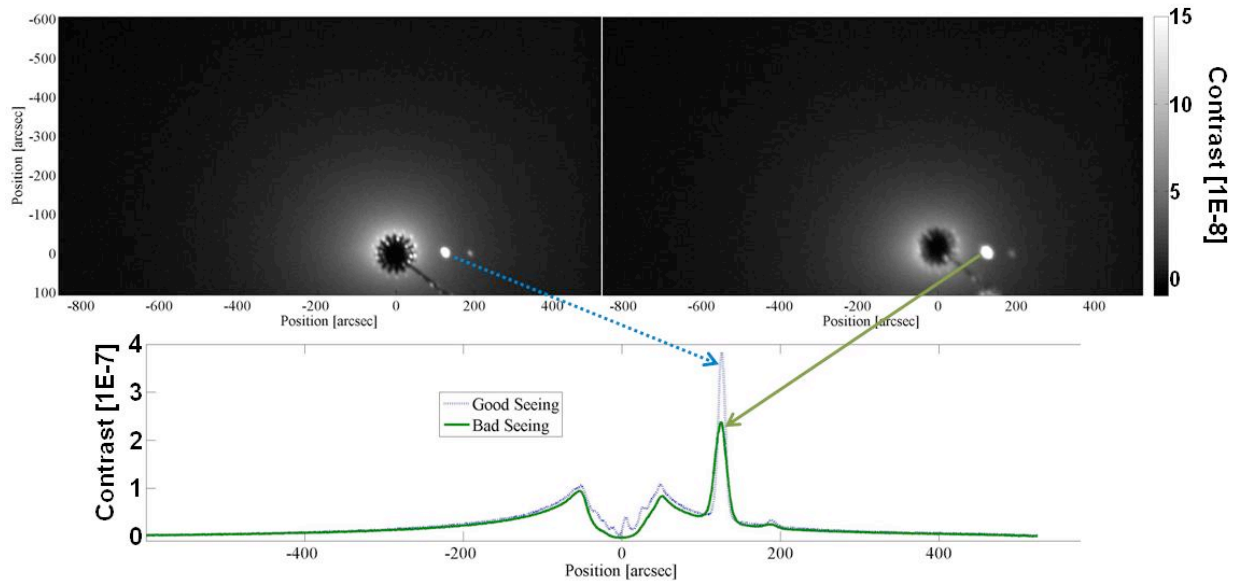 -600
-500
-400
-300
-200
-100
0
100
Position [arcsec]
-800 -600 -400 -200 0 200 400
Position [arcsec]
-800 -600 -400 -200 0 200 400
Position [arcsec]
15
10
5
0
Contrast [1E-8]
4
3
2
1
0
Contrast [1E-7]
Good Seeing
Bad Seeing
-400 -200 0 200 400
Position [arcsec]